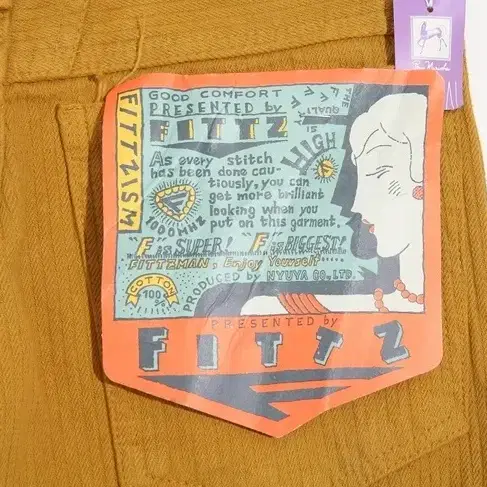 FITTZISM
GOOD COMFORT
PRESENTED by
FITTZ
THE
QUALITY
IS
HIGH
As every stitch
has been done cau-
tiously, you can
get more brilliant
looking when you
put on this garment.
F
1000MHZ
"F" is SUPER! "F" is BIGGEST!
FITTZMAN, Enjoy Yourself
COTTON
100
%
PRODUCED by NYUYA CO., LTD.
PRESENTED by
FITTZ